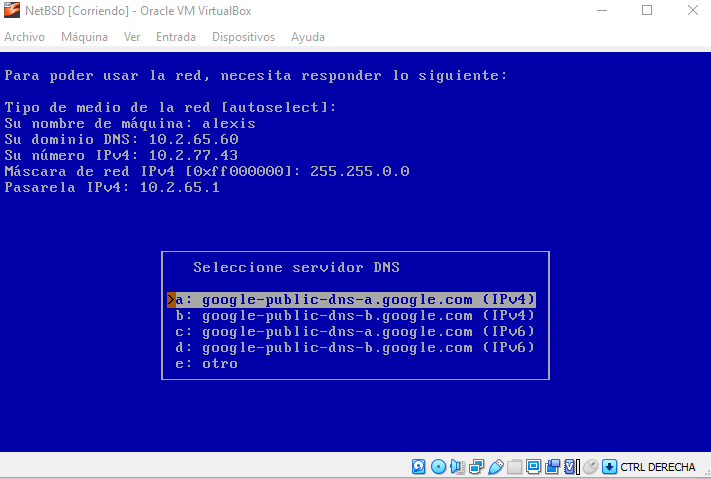 NetBSD [Corriendo] - Oracle VM VirtualBox
Archivo Máquina Ver Entrada Dispositivos Ayuda
Para poder usar la red, necesita responder lo siguiente:
Tipo de medio de la red [autoselect]:
Su nombre de máquina: alexis
Su dominio DNS: 10.2.65.60
Su número IPv4: 10.2.77.43
Máscara de red IPv4 [0xff000000]: 255.255.0.0
Pasarela IPv4: 10.2.65.1
Seleccione servidor DNS
>a: google-public-dns-a.google.com (IPv4)
b: google-public-dns-b.google.com (IPv4)
c: google-public-dns-a.google.com (IPv6)
d: google-public-dns-b.google.com (IPv6)
e: otro
CTRL DERECHA